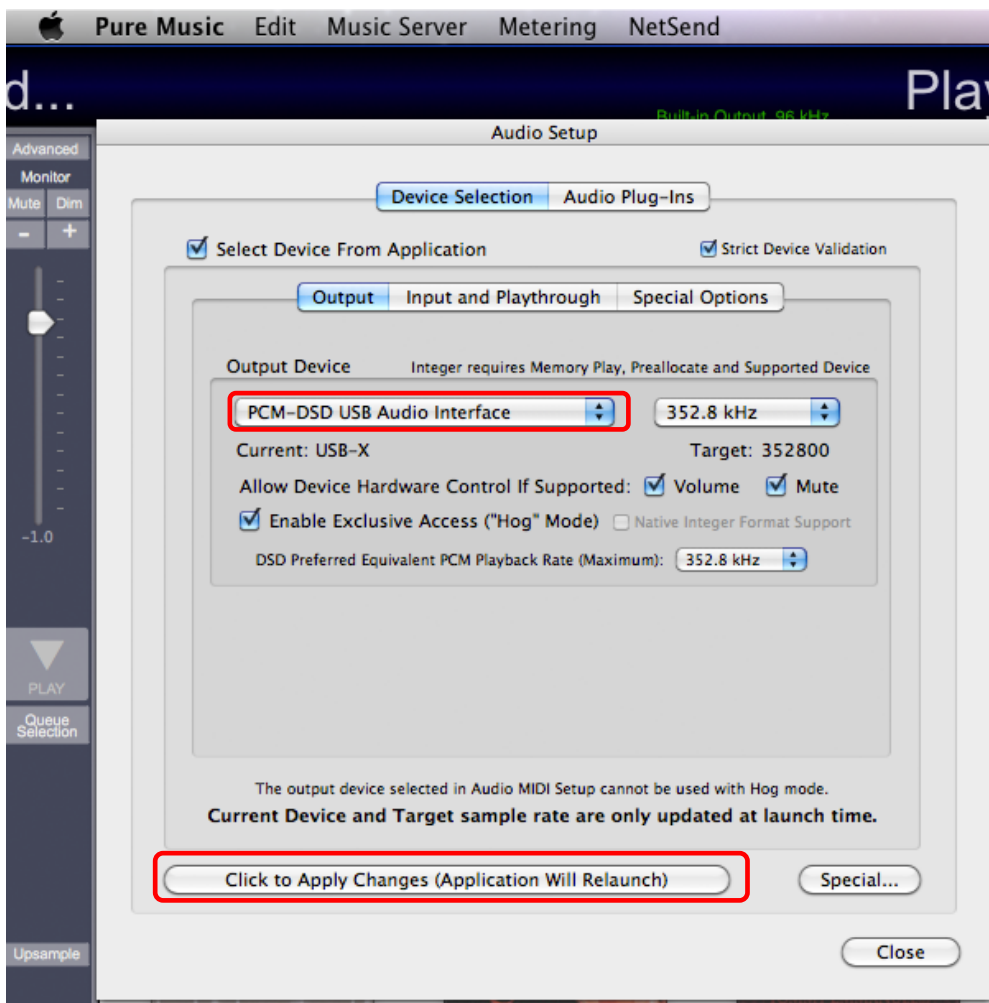 Pure Music Edit Music Server Metering NetSend
d... Play
Built-in Output 96 kHz
Audio Setup
Advanced
Monitor
Mute Dim
- +
-1.0
PLAY
Queue
Selection
Upsample
Device Selection Audio Plug-Ins
Select Device From Application Strict Device Validation
Output Input and Playthrough Special Options
Output Device Integer requires Memory Play, Preallocate and Supported Device
PCM-DSD USB Audio Interface 352.8 kHz
Current: USB-X Target: 352800
Allow Device Hardware Control If Supported: Volume Mute
Enable Exclusive Access ("Hog" Mode) Native Integer Format Support
DSD Preferred Equivalent PCM Playback Rate (Maximum): 352.8 kHz
The output device selected in Audio MIDI Setup cannot be used with Hog mode.
Current Device and Target sample rate are only updated at launch time.
Click to Apply Changes (Application Will Relaunch) Special...
Close